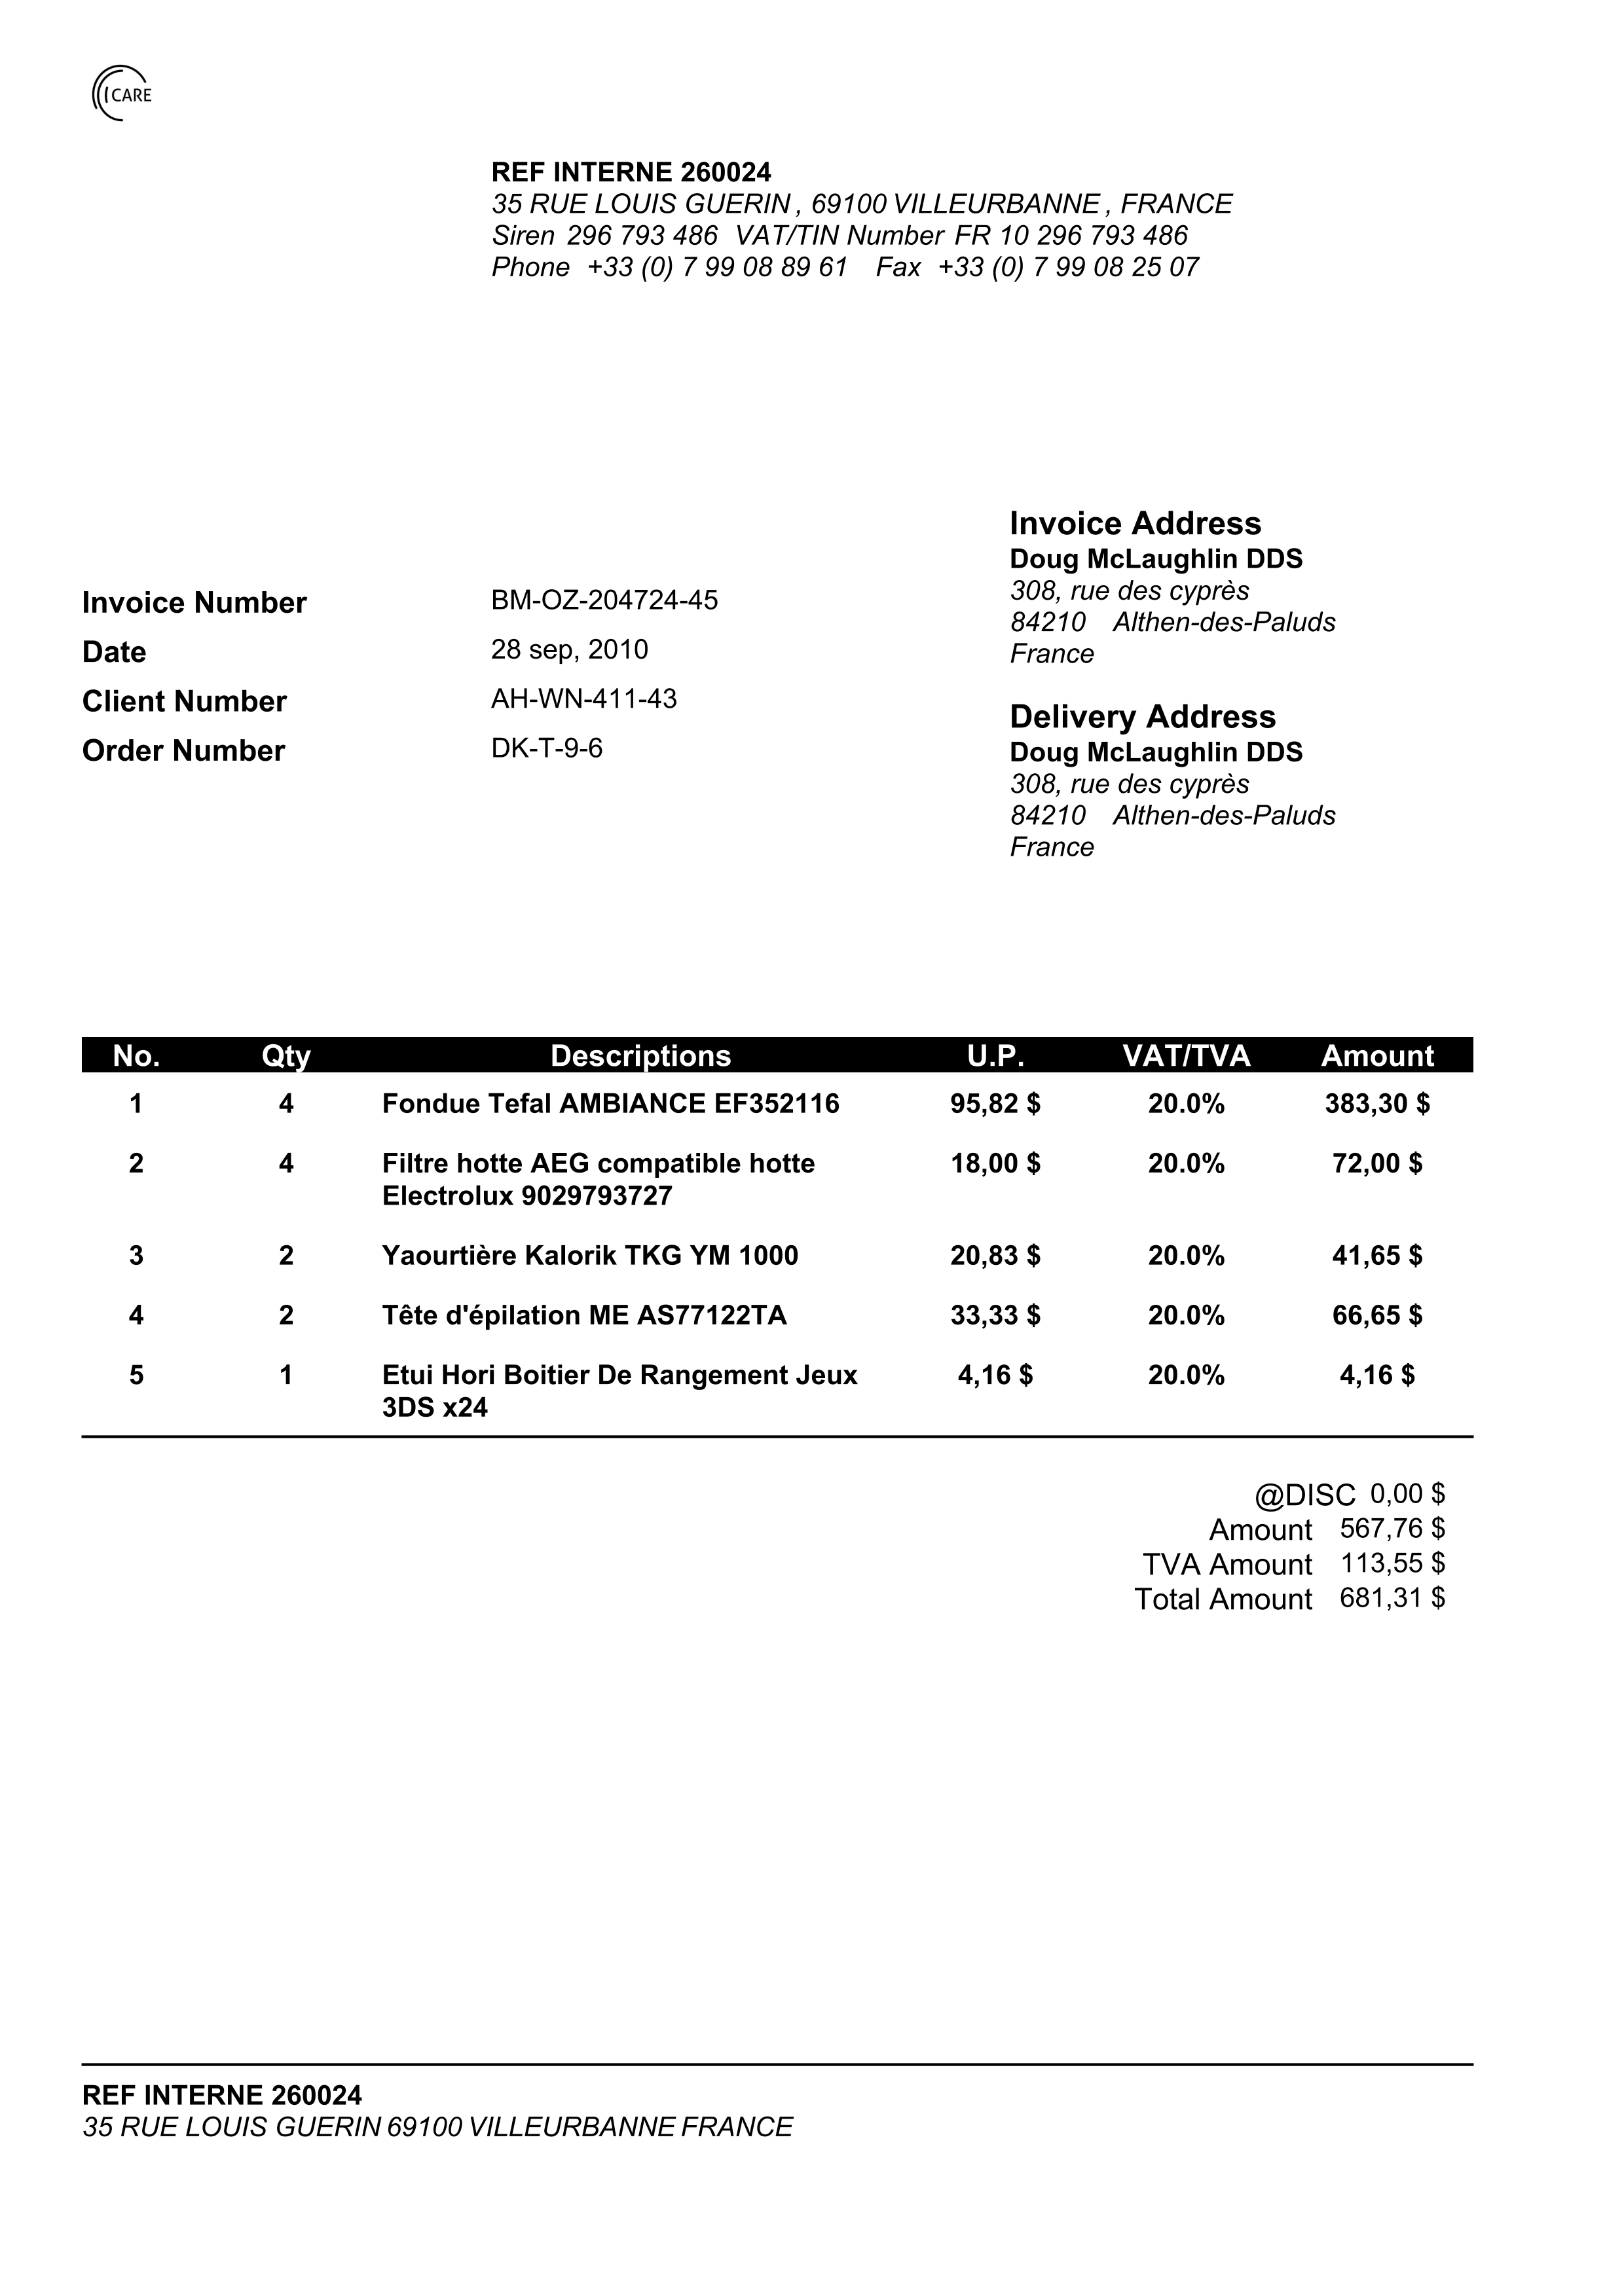 CARE
REF INTERNE 260024
35 RUE LOUIS GUERIN , 69100 VILLEURBANNE , FRANCE
Siren 296 793 486 VAT/TIN Number FR 10 296 793 486
Phone +33 (0) 7 99 08 89 61 Fax +33 (0) 7 99 08 25 07
Invoice Number BM-OZ-204724-45
Date 28 sep, 2010
Client Number AH-WN-411-43
Order Number DK-T-9-6
Invoice Address
Doug McLaughlin DDS
308, rue des cyprès
84210 Althen-des-Paluds
France
Delivery Address
Doug McLaughlin DDS
308, rue des cyprès
84210 Althen-des-Paluds
France
No. Qty Descriptions U.P. VAT/TVA Amount
1 4 Fondue Tefal AMBIANCE EF352116 95,82 $ 20.0% 383,30 $
2 4 Filtre hotte AEG compatible hotte 18,00 $ 20.0% 72,00 $
Electrolux 9029793727
3 2 Yaourtière Kalorik TKG YM 1000 20,83 $ 20.0% 41,65 $
4 2 Tête d'épilation ME AS77122TA 33,33 $ 20.0% 66,65 $
5 1 Etui Hori Boitier De Rangement Jeux 4,16 $ 20.0% 4,16 $
3DS x24
@DISC 0,00 $
Amount 567,76 $
TVA Amount 113,55 $
Total Amount 681,31 $
REF INTERNE 260024
35 RUE LOUIS GUERIN 69100 VILLEURBANNE FRANCE